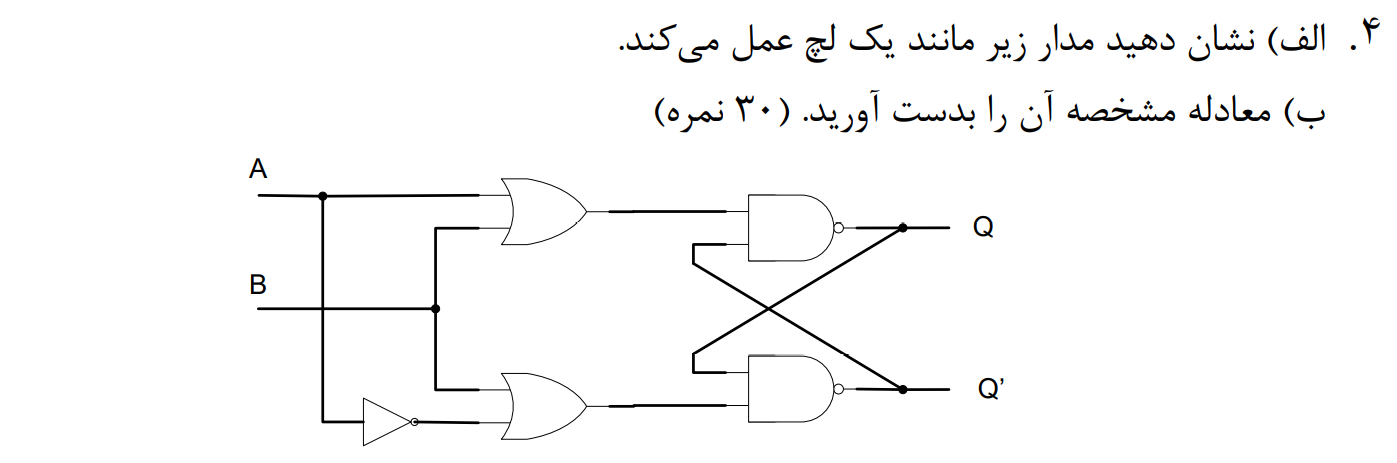 ۴. الف) نشان دهید مدار زیر مانند یک لچ عمل می‌کند.
ب) معادله مشخصه آن را بدست آورید. (۳۰ نمره)
A
Q
B
Q’